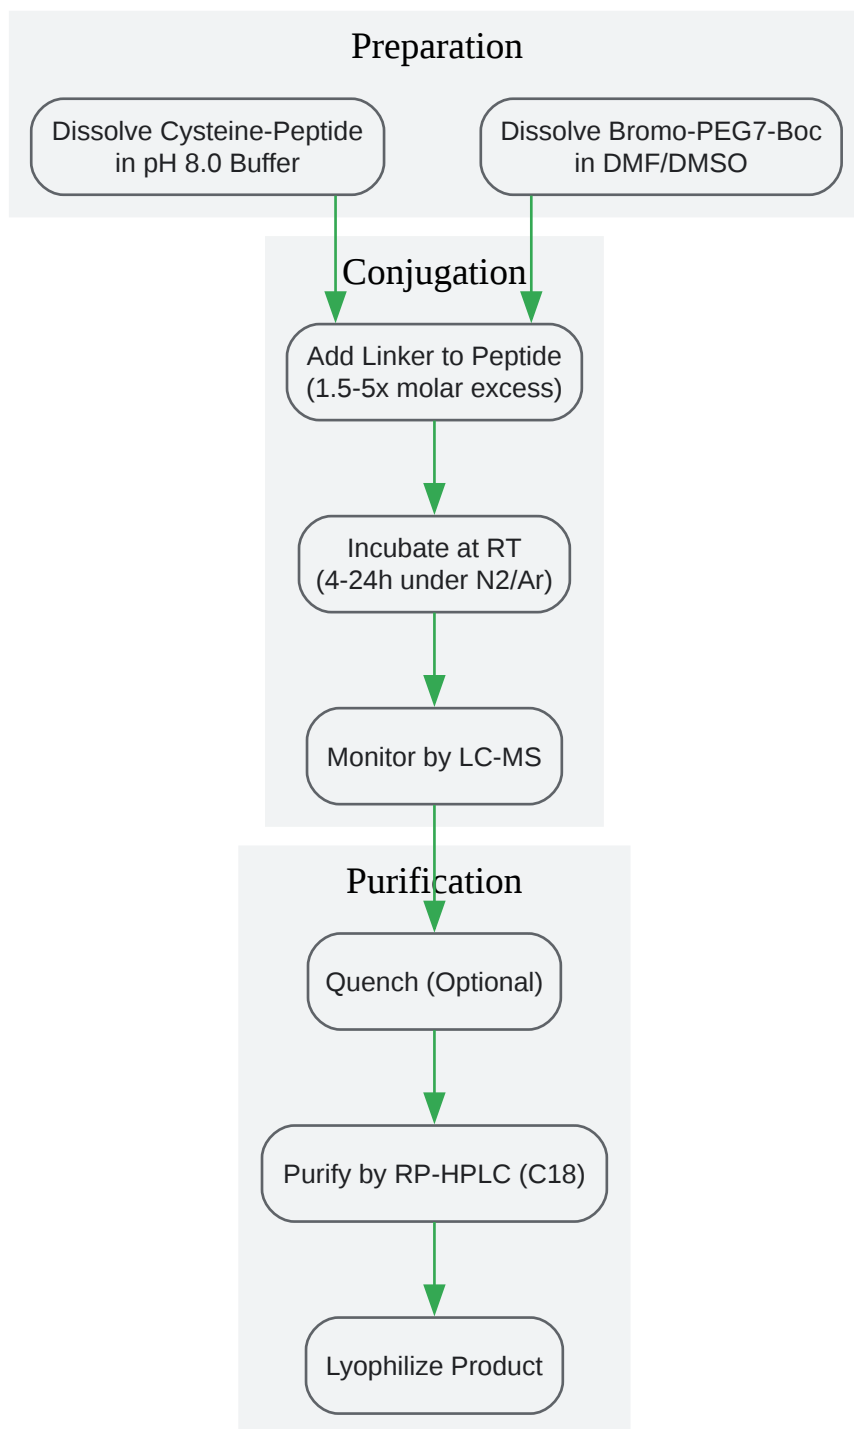 Preparation
Dissolve Cysteine-Peptide
in pH 8.0 Buffer
Dissolve Bromo-PEG7-Boc
in DMF/DMSO
Conjugation
Add Linker to Peptide
(1.5-5x molar excess)
Incubate at RT
(4-24h under N2/Ar)
Monitor by LC-MS
Purification
Quench (Optional)
Purify by RP-HPLC (C18)
Lyophilize Product